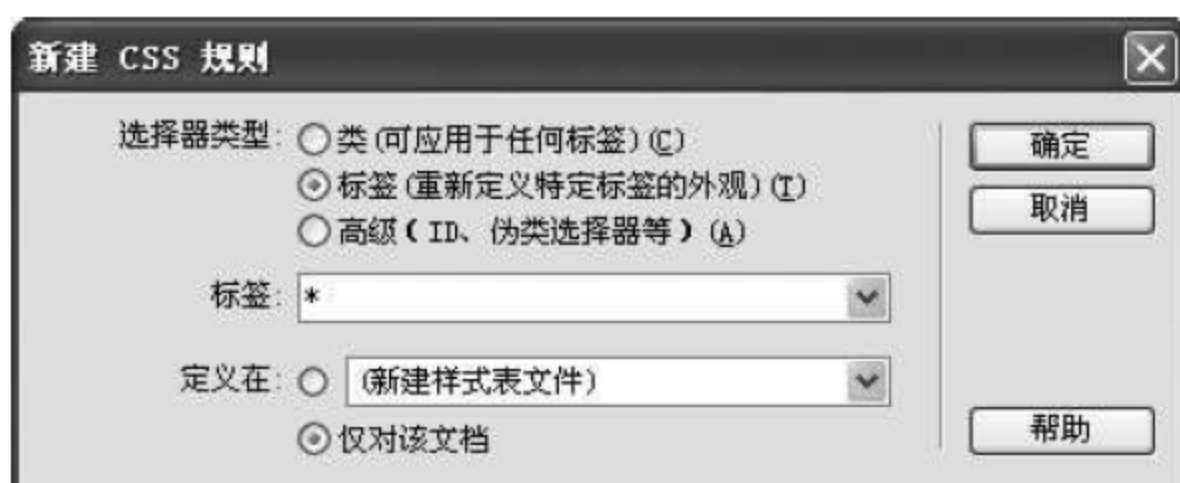 新建 CSS 规则
选择器类型: 类(可应用于任何标签)(C)
标签(重新定义特定标签的外观)(T)
高级(ID、伪类选择器等)(A)
标签: *
定义在: (新建样式表文件)
仅对该文档
确定
取消
帮助